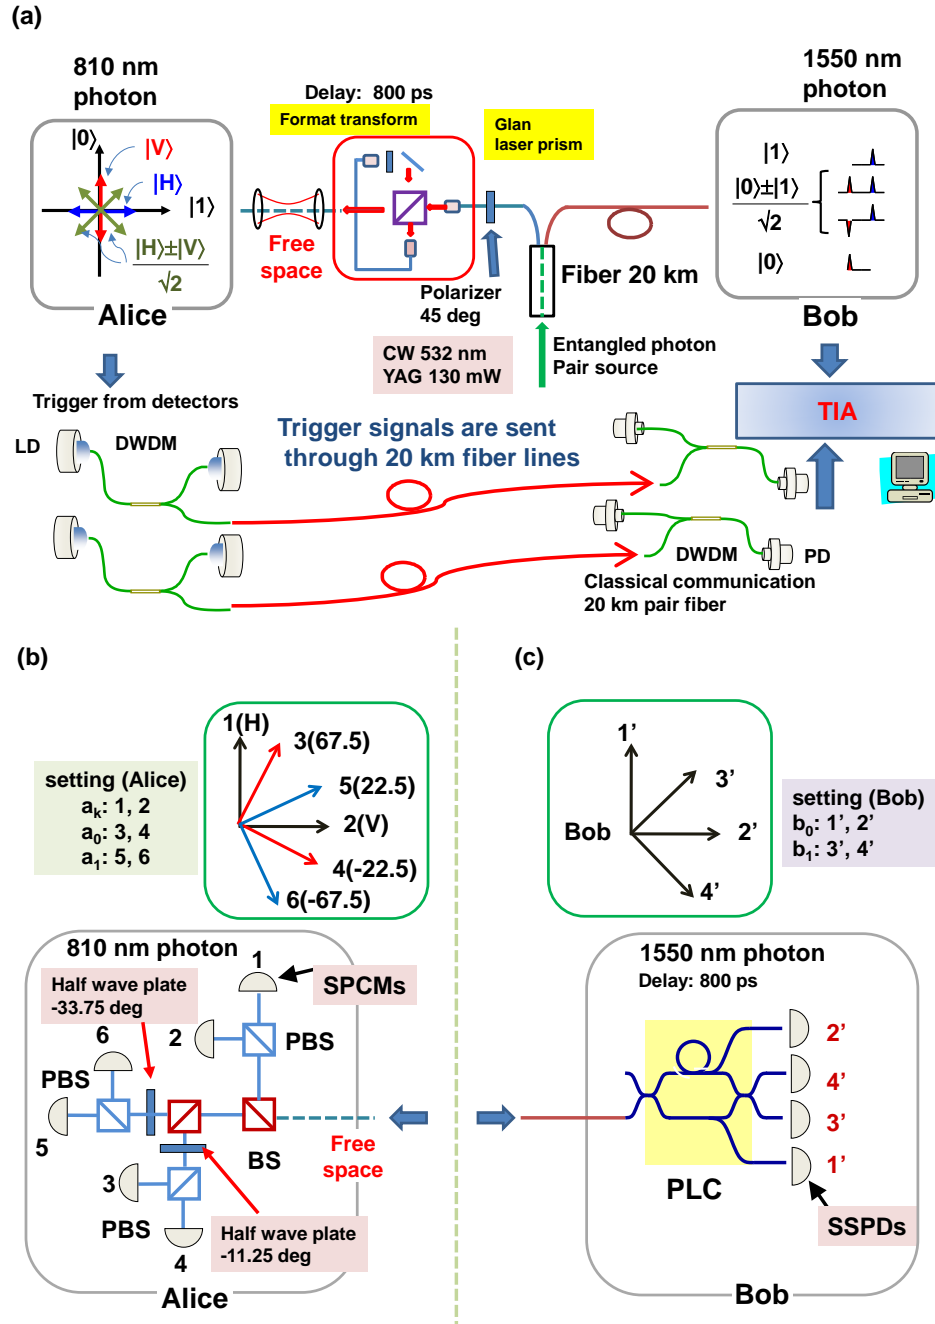 (a)
810 nm
photon
|0⟩
|V⟩
|H⟩
|1⟩
|H⟩±|V⟩
√2
Alice
Delay: 800 ps
Format transform
Glan
laser prism
Free
space
Polarizer
45 deg
CW 532 nm
YAG 130 mW
Fiber 20 km
Entangled photon
Pair source
1550 nm
photon
|1⟩
|0⟩±|1⟩
√2
|0⟩
Bob
Trigger from detectors
LD
DWDM
Trigger signals are sent
through 20 km fiber lines
TIA
DWDM
PD
Classical communication
20 km pair fiber
(b)
1(H)
3(67.5)
5(22.5)
2(V)
4(-22.5)
6(-67.5)
setting (Alice)
ak: 1, 2
a0: 3, 4
a1: 5, 6
810 nm photon
Half wave plate
-33.75 deg
1
SPCMs
2
PBS
6
PBS
5
BS
Free
space
3
PBS
4
Half wave plate
-11.25 deg
Alice
(c)
1’
3’
Bob
2’
4’
setting (Bob)
b0: 1’, 2’
b1: 3’, 4’
1550 nm photon
Delay: 800 ps
2’
4’
3’
1’
PLC
SSPDs
Bob